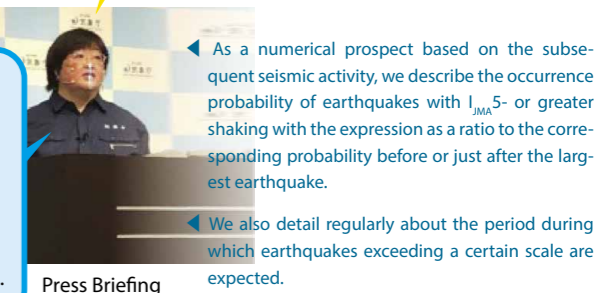 ◀ As a numerical prospect based on the subse-
quent seismic activity, we describe the occurrence
probability of earthquakes with IJMA5- or greater
shaking with the expression as a ratio to the corre-
sponding probability before or just after the larg-
est earthquake.
◀ We also detail regularly about the period during
which earthquakes exceeding a certain scale are
expected.
.
Press Briefing